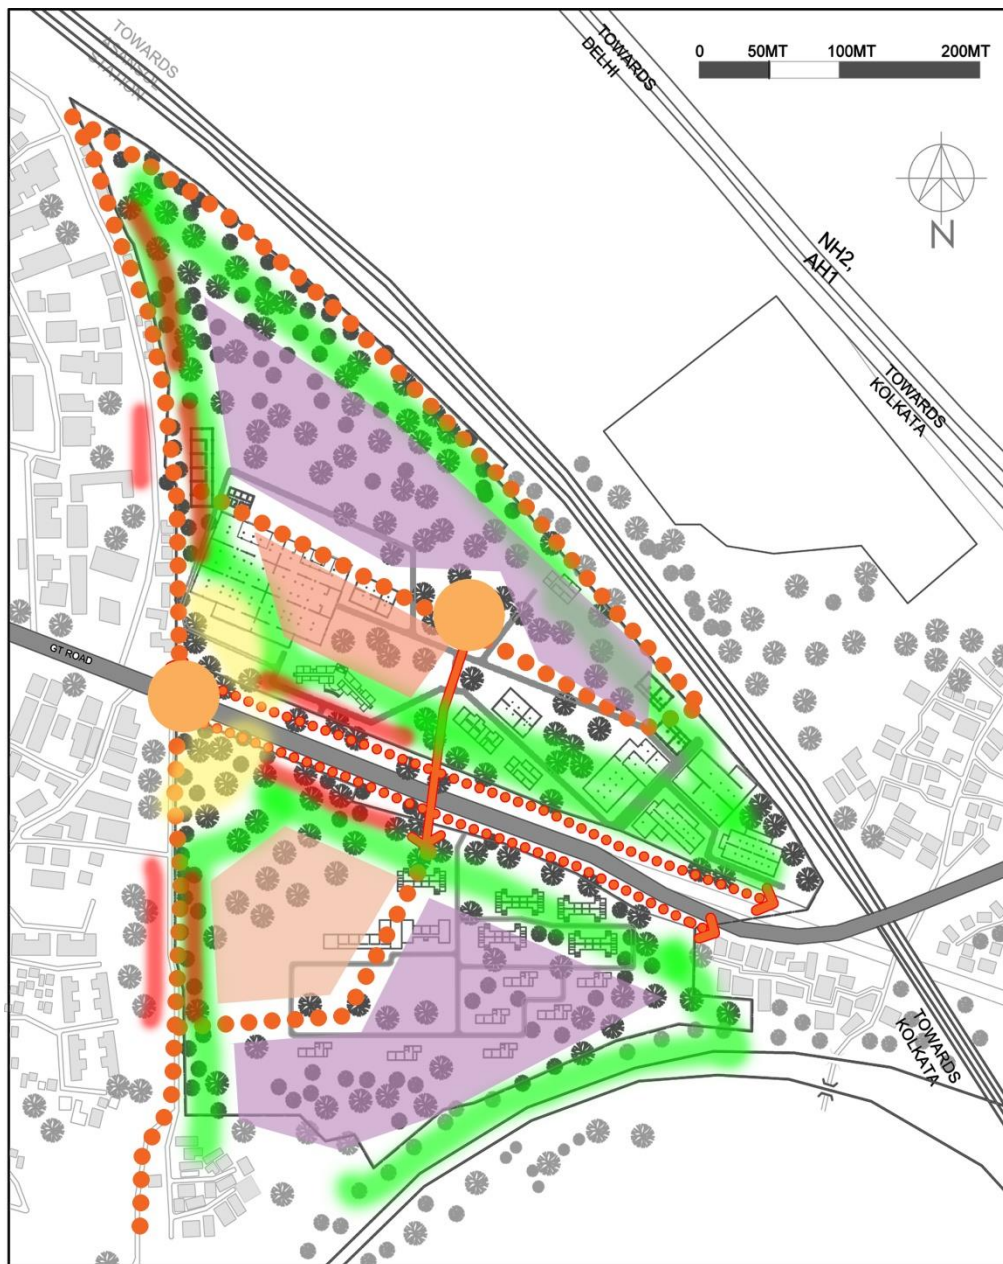 TOWARDS
ASANSOL
STATION
TOWARDS
DELHI
0 50MT 100MT 200MT
N
NH2,
AH1
TOWARDS
KOLKATA
GT ROAD
TOWARDS
KOLKATA